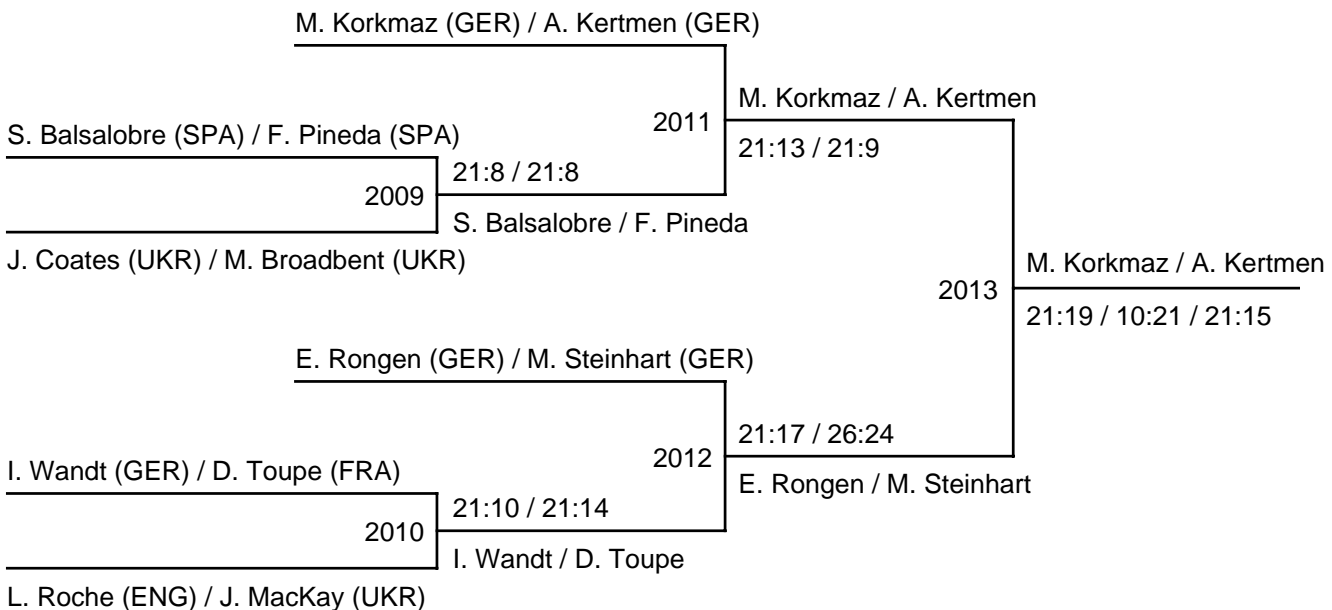 M. Korkmaz (GER) / A. Kertmen (GER)
M. Korkmaz / A. Kertmen
2011
S. Balsalobre (SPA) / F. Pineda (SPA)
21:13 / 21:9
21:8 / 21:8
2009
S. Balsalobre / F. Pineda
J. Coates (UKR) / M. Broadbent (UKR)
M. Korkmaz / A. Kertmen
2013
21:19 / 10:21 / 21:15
E. Rongen (GER) / M. Steinhart (GER)
21:17 / 26:24
2012
I. Wandt (GER) / D. Toupe (FRA)
E. Rongen / M. Steinhart
21:10 / 21:14
2010
I. Wandt / D. Toupe
L. Roche (ENG) / J. MacKay (UKR)